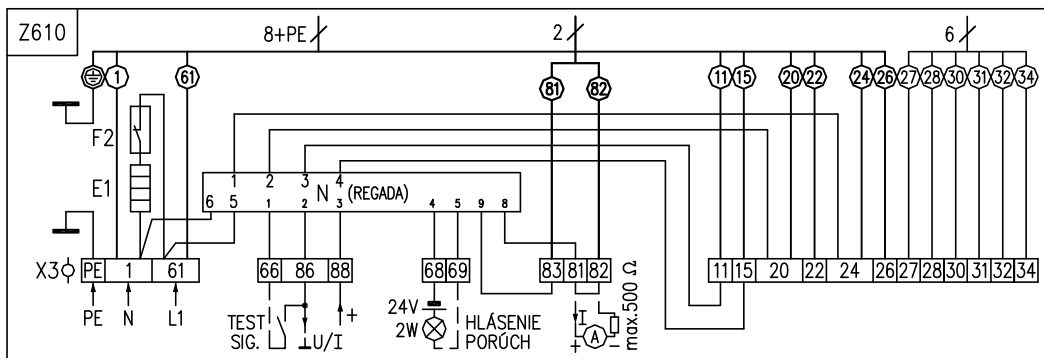 Z610
8+PE
2
6
1 61 81 82 11 15 20 22 24 26 27 28 30 31 32 34
F2
E1
1 2 3 4
N (REGADA)
6 5 1 2 3 4 5 9 8
X3 PE 1 61 66 86 88 68 69 83 81 82 11 15 20 22 24 26 27 28 30 31 32 34
PE N L1
TEST
SIG.
U/I
+
24V
2W
HLÁSENIE
PORÚCH
I
A
+ −
max.500 Ω